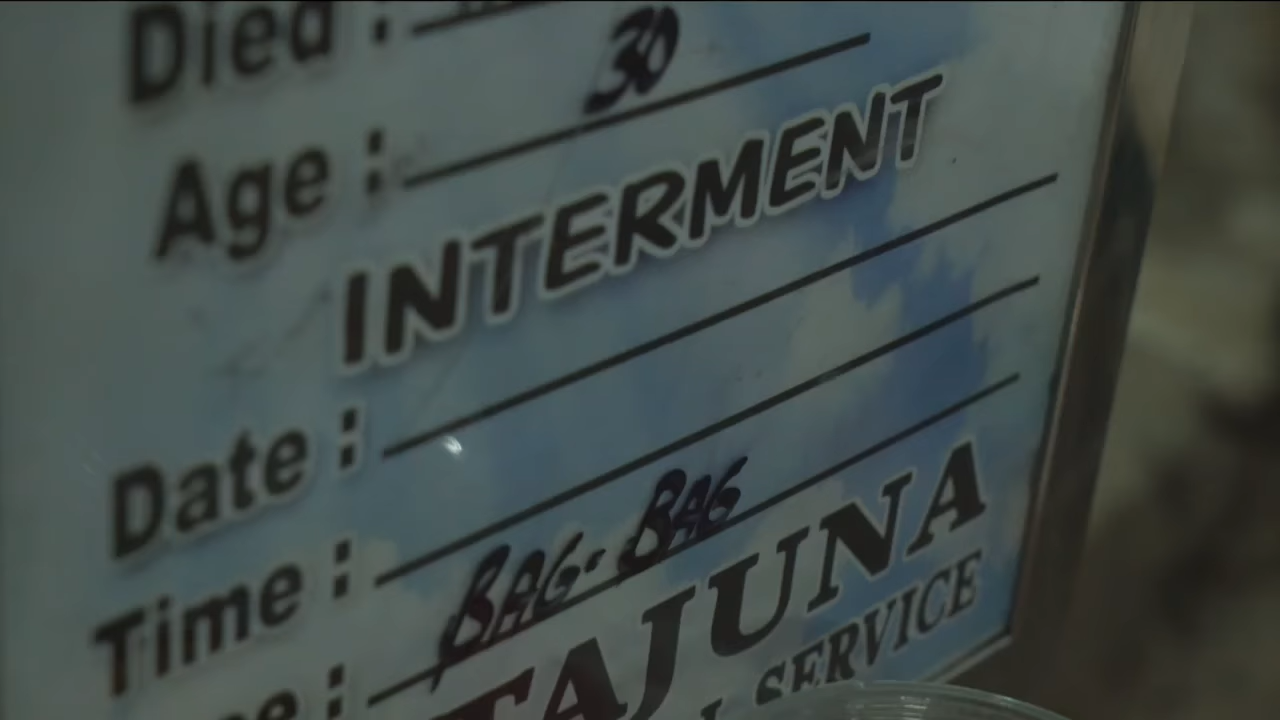 Died :
Age : 30
INTERMENT
Date :
Time :
: BAG-BAG
TAJUNA
SERVICE